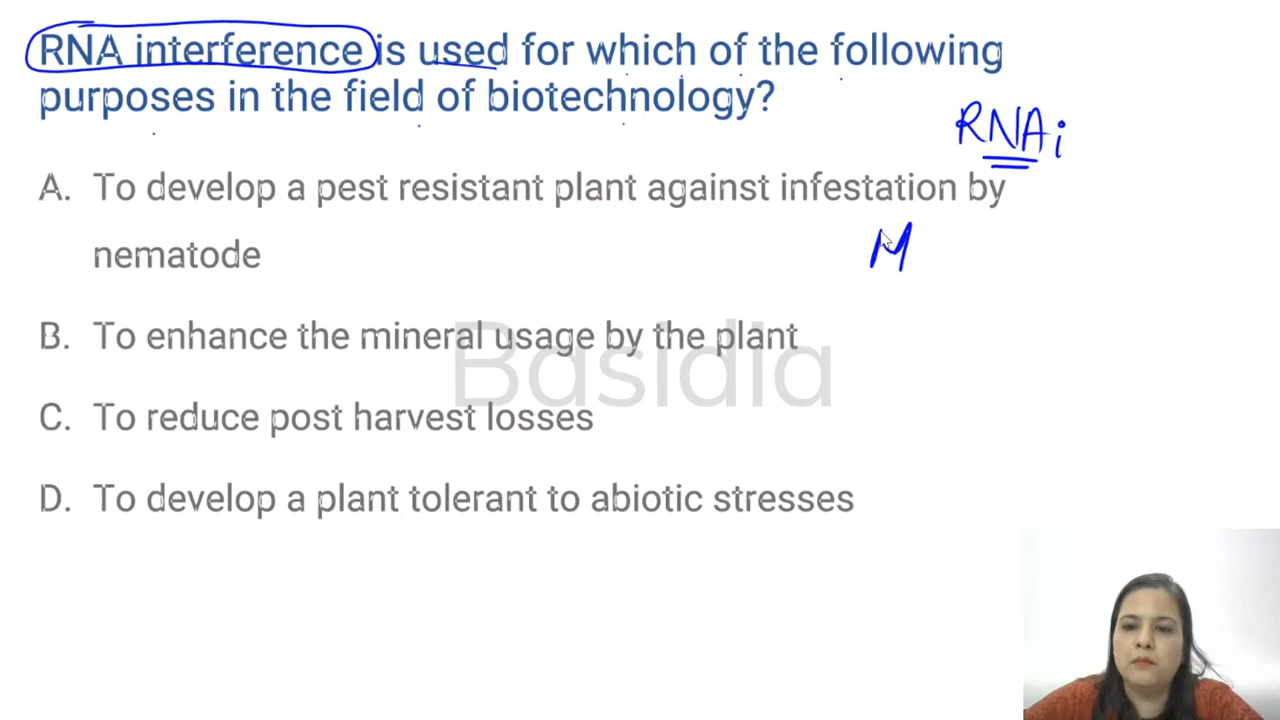 RNA interference is used for which of the following
purposes in the field of biotechnology?
RNAi
A. To develop a pest resistant plant against infestation by
nematode
M
B. To enhance the mineral usage by the plant
Basidia
C. To reduce post harvest losses
D. To develop a plant tolerant to abiotic stresses